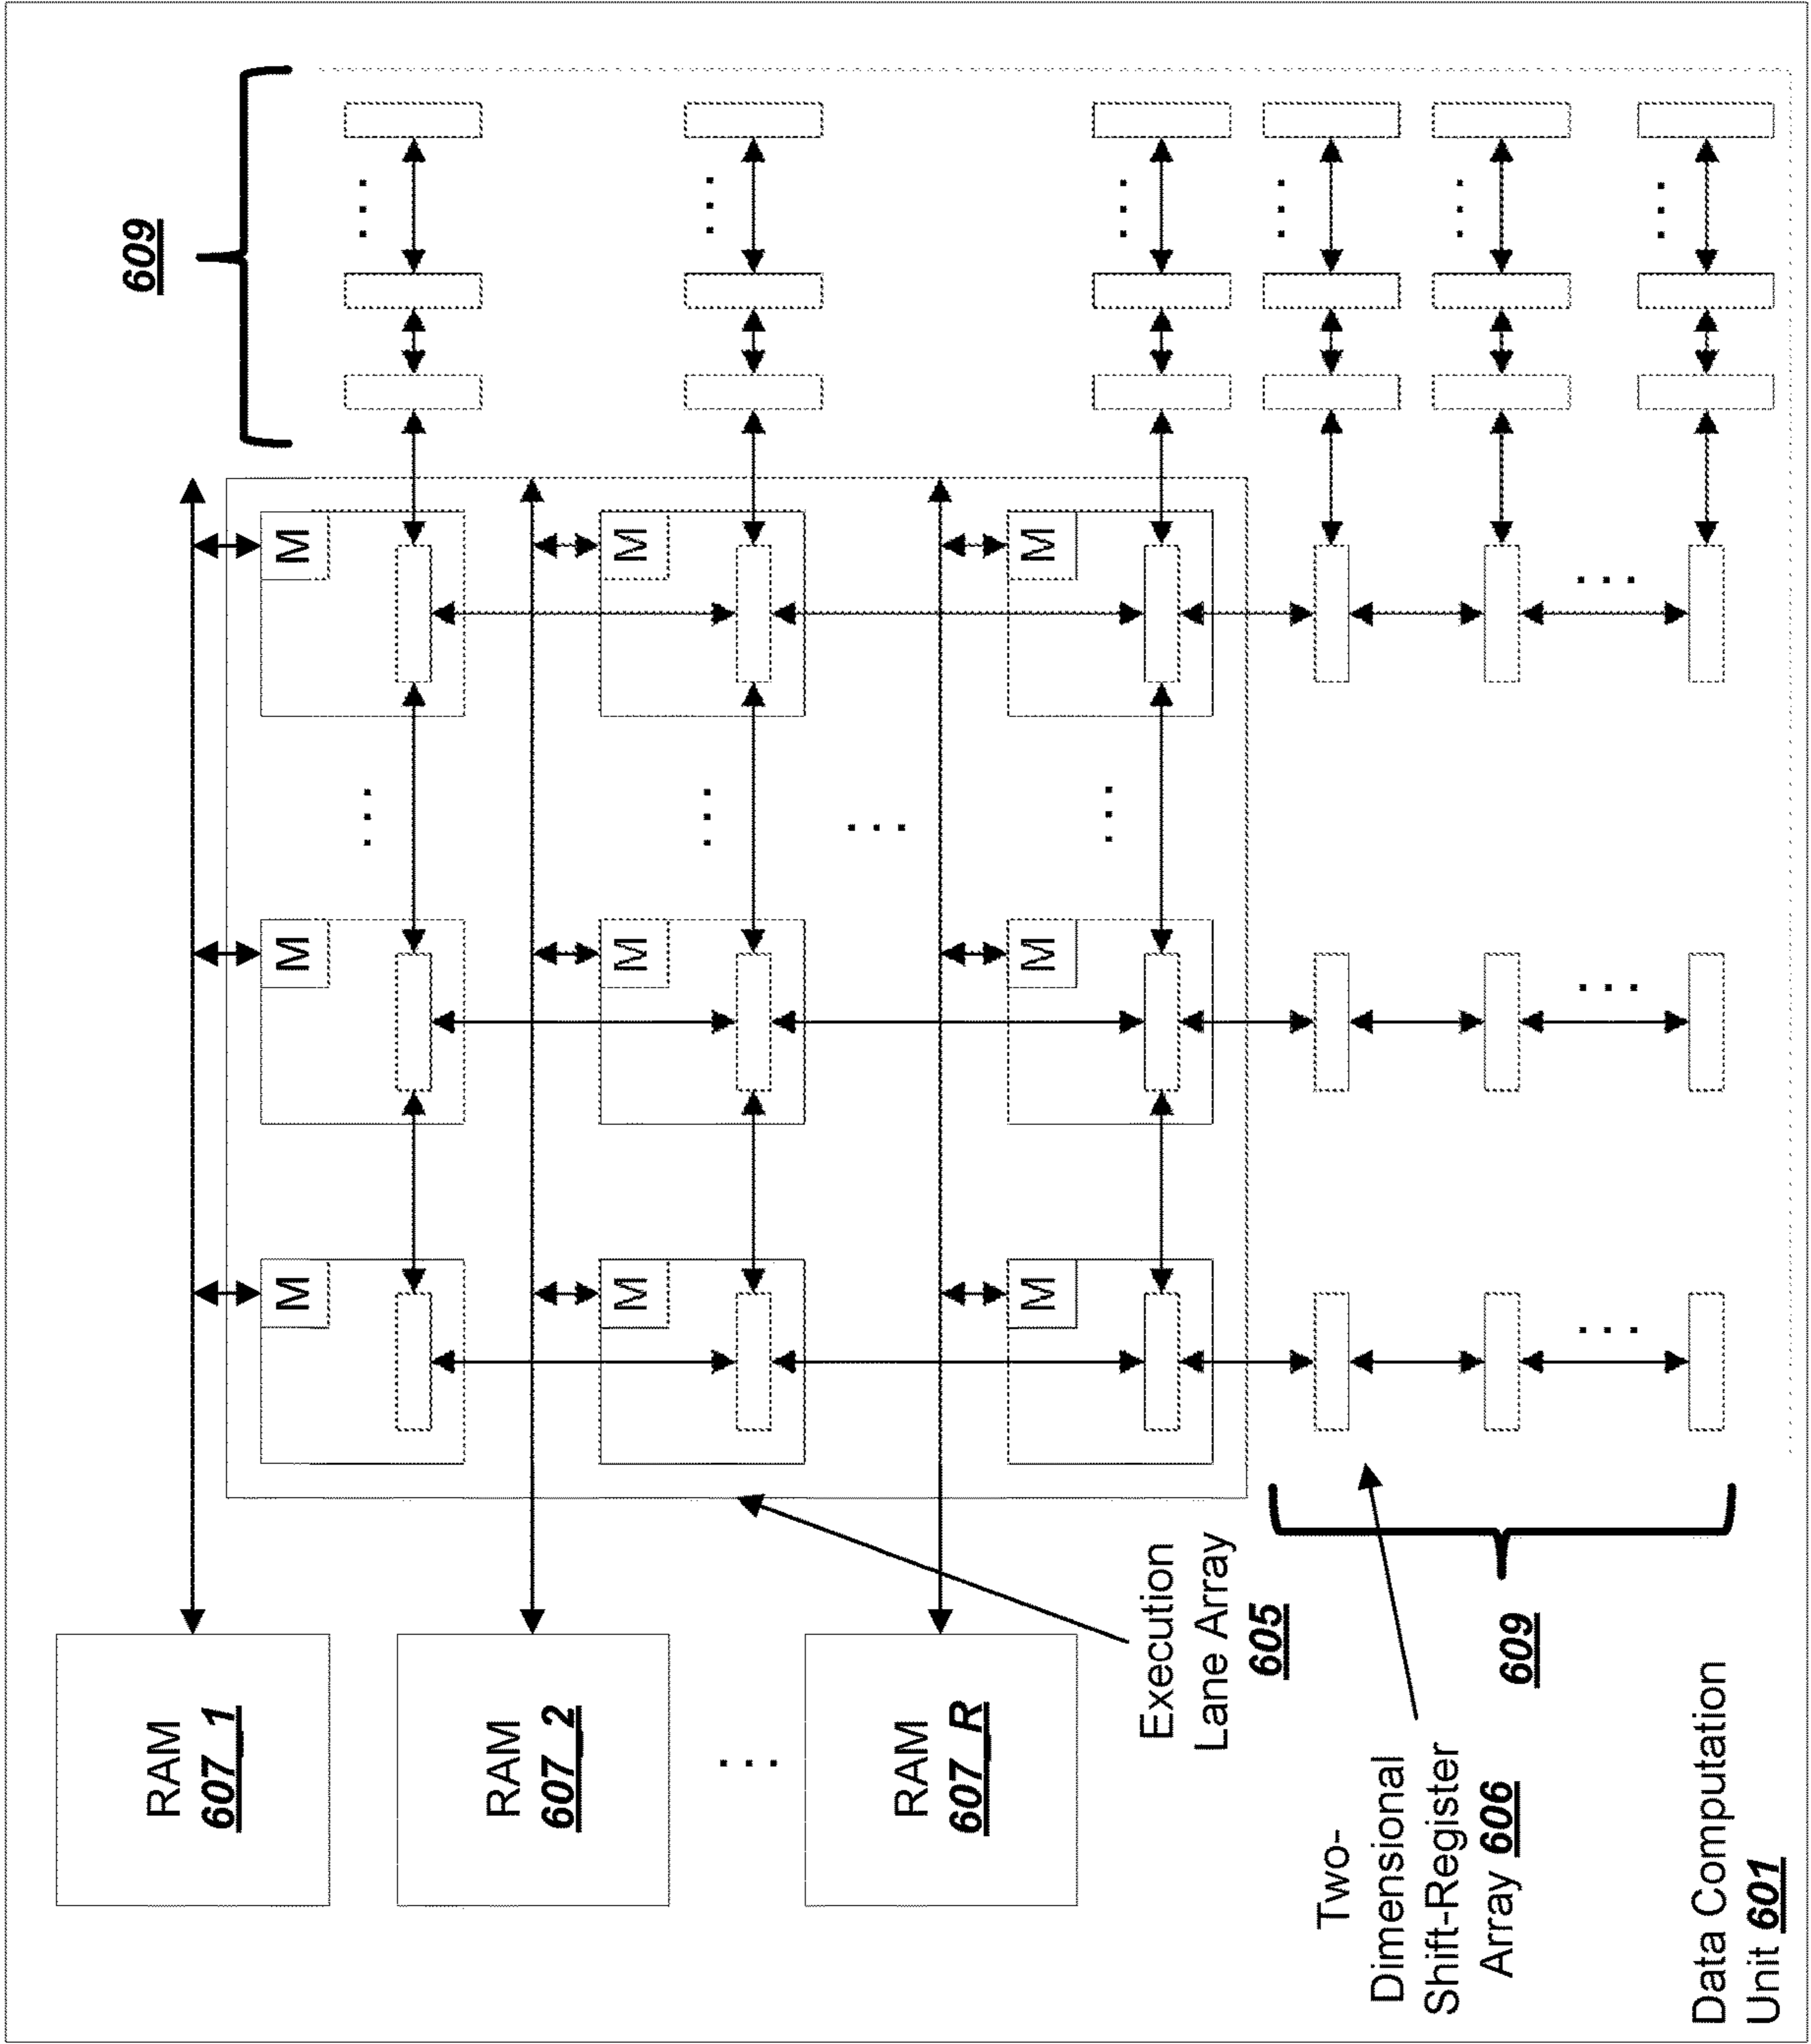 609
RAM
607_1
M M M
RAM
607_2
M M M
RAM
607_R
M M M
Execution
Lane Array
605
Two-
Dimensional
Shift-Register
Array 606
609
Data Computation
Unit 601